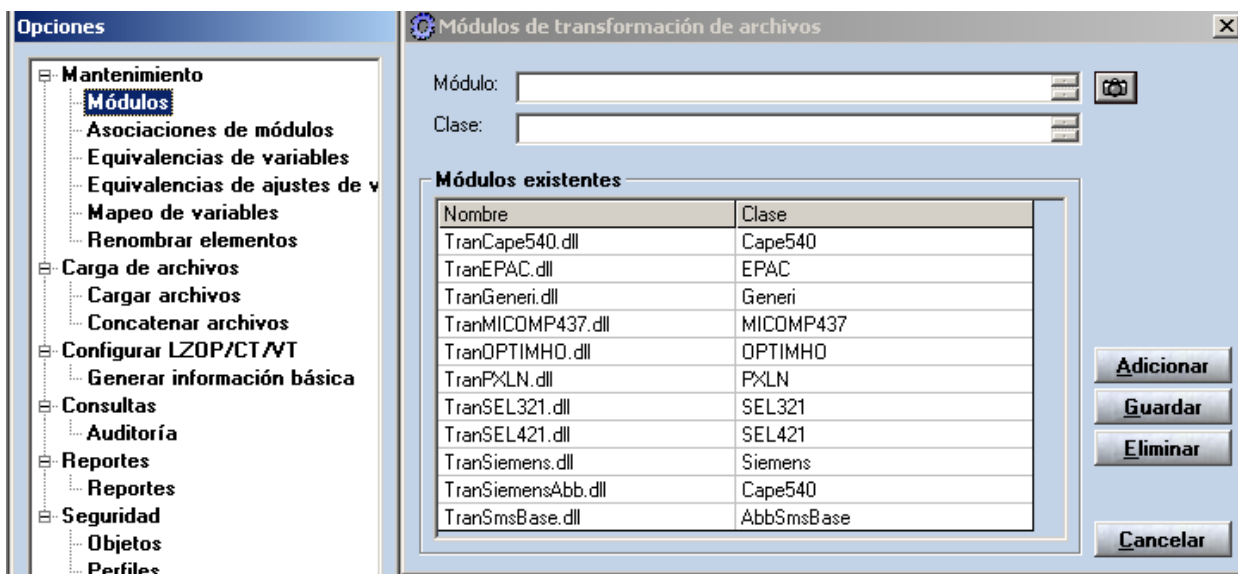 Opciones
Mantenimiento
Módulos
Asociaciones de módulos
Equivalencias de variables
Equivalencias de ajustes de v
Mapeo de variables
Renombrar elementos
Carga de archivos
Cargar archivos
Concatenar archivos
Configurar LZOP/CT/VT
Generar información básica
Consultas
Auditoría
Reportes
Reportes
Seguridad
Objetos
Perfiles
Módulos de transformación de archivos
Módulo:
Clase:
Módulos existentes
Nombre Clase
TranCape540.dll Cape540
TranEPAC.dll EPAC
TranGeneri.dll Generi
TranMICOMP437.dll MICOMP437
TranOPTIMHO.dll OPTIMHO
TranPXLN.dll PXLN
TranSEL321.dll SEL321
TranSEL421.dll SEL421
TranSiemens.dll Siemens
TranSiemensAbb.dll Cape540
TranSmsBase.dll AbbSmsBase
Adicionar
Guardar
Eliminar
Cancelar